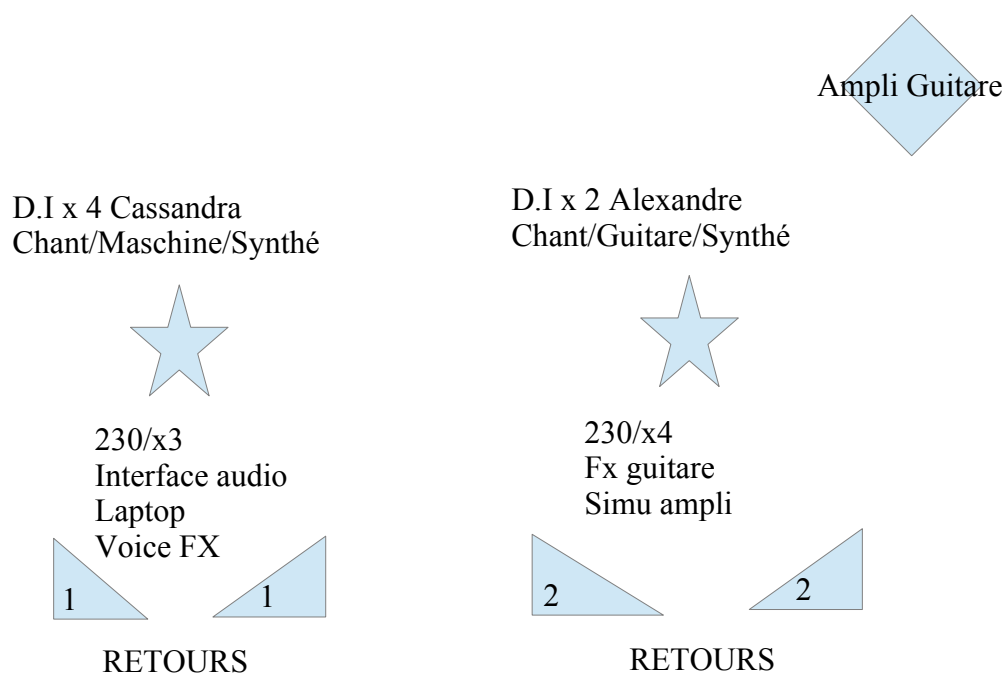 Ampli Guitare
D.I x 4 Cassandra
Chant/Maschine/Synthé
D.I x 2 Alexandre
Chant/Guitare/Synthé
230/x3
Interface audio
Laptop
Voice FX
230/x4
Fx guitare
Simu ampli
1
1
2
2
RETOURS
RETOURS